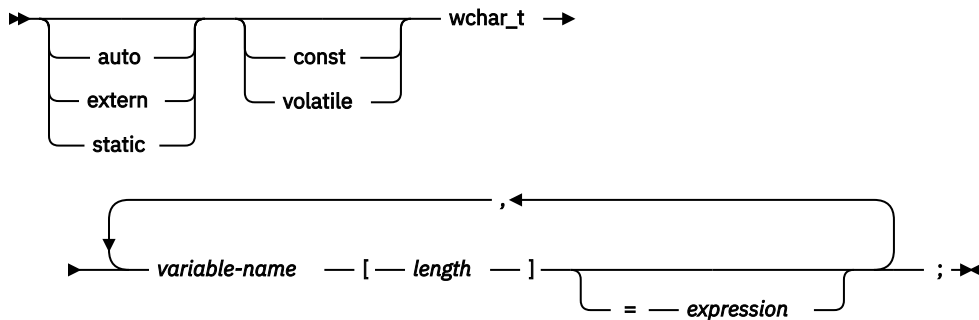 wchar_t
auto const
extern volatile
static
,
variable-name [ length ] ;
= expression